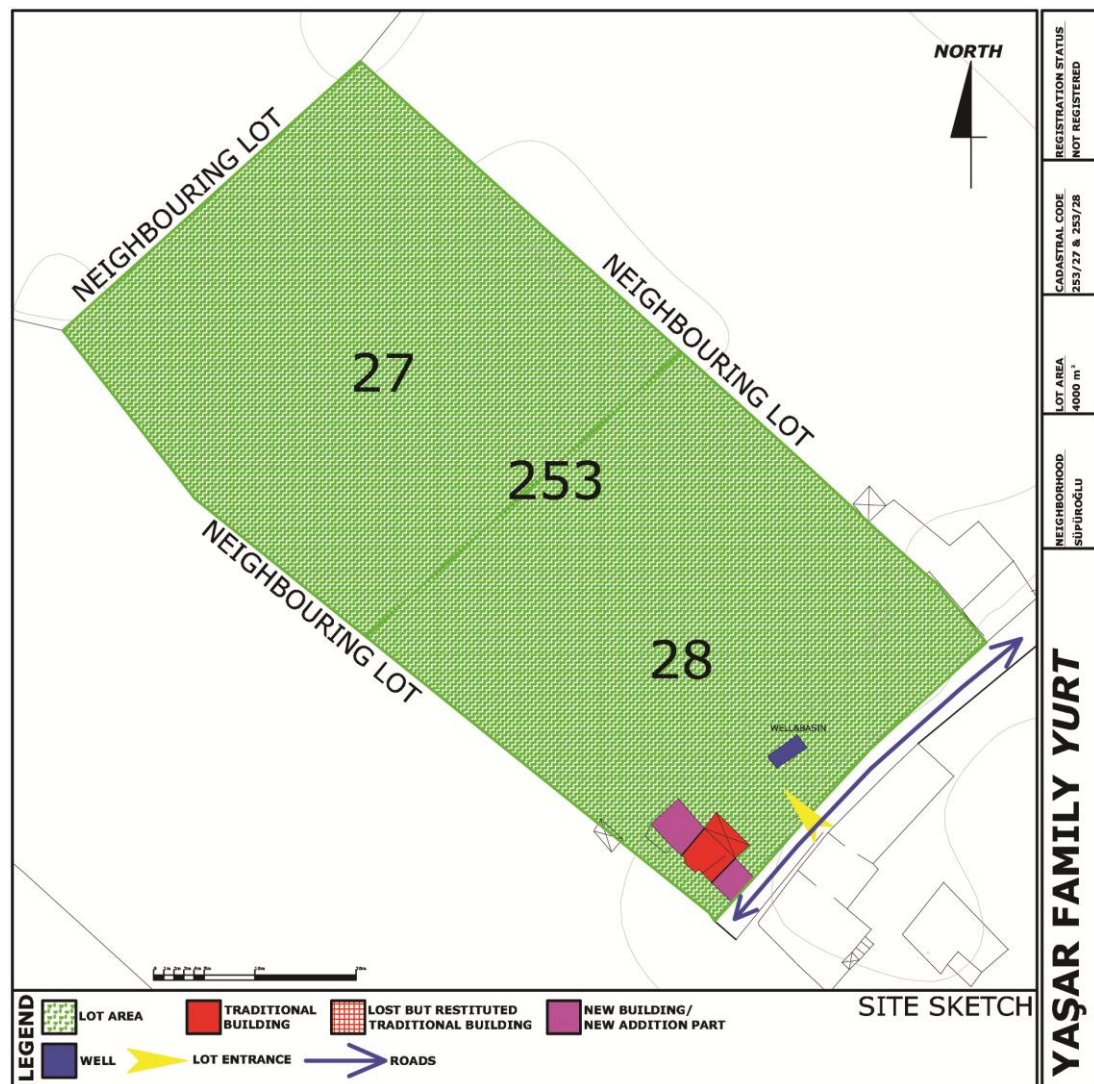 NORTH
NEIGHBOURING LOT
NEIGHBOURING LOT
27
253
NEIGHBOURING LOT
28
WELL&BASIN
SITE SKETCH
LEGEND
LOT AREA
TRADITIONAL
BUILDING
LOST BUT RESTITUTED
TRADITIONAL BUILDING
NEW BUILDING/
NEW ADDITION PART
WELL
LOT ENTRANCE
ROADS
REGISTRATION STATUS
NOT REGISTERED
CADASTRAL CODE
253/27 & 253/28
LOT AREA
4000 m²
NEIGHBORHOOD
SÜPÜROĞLU
YAŞAR FAMILY YURT